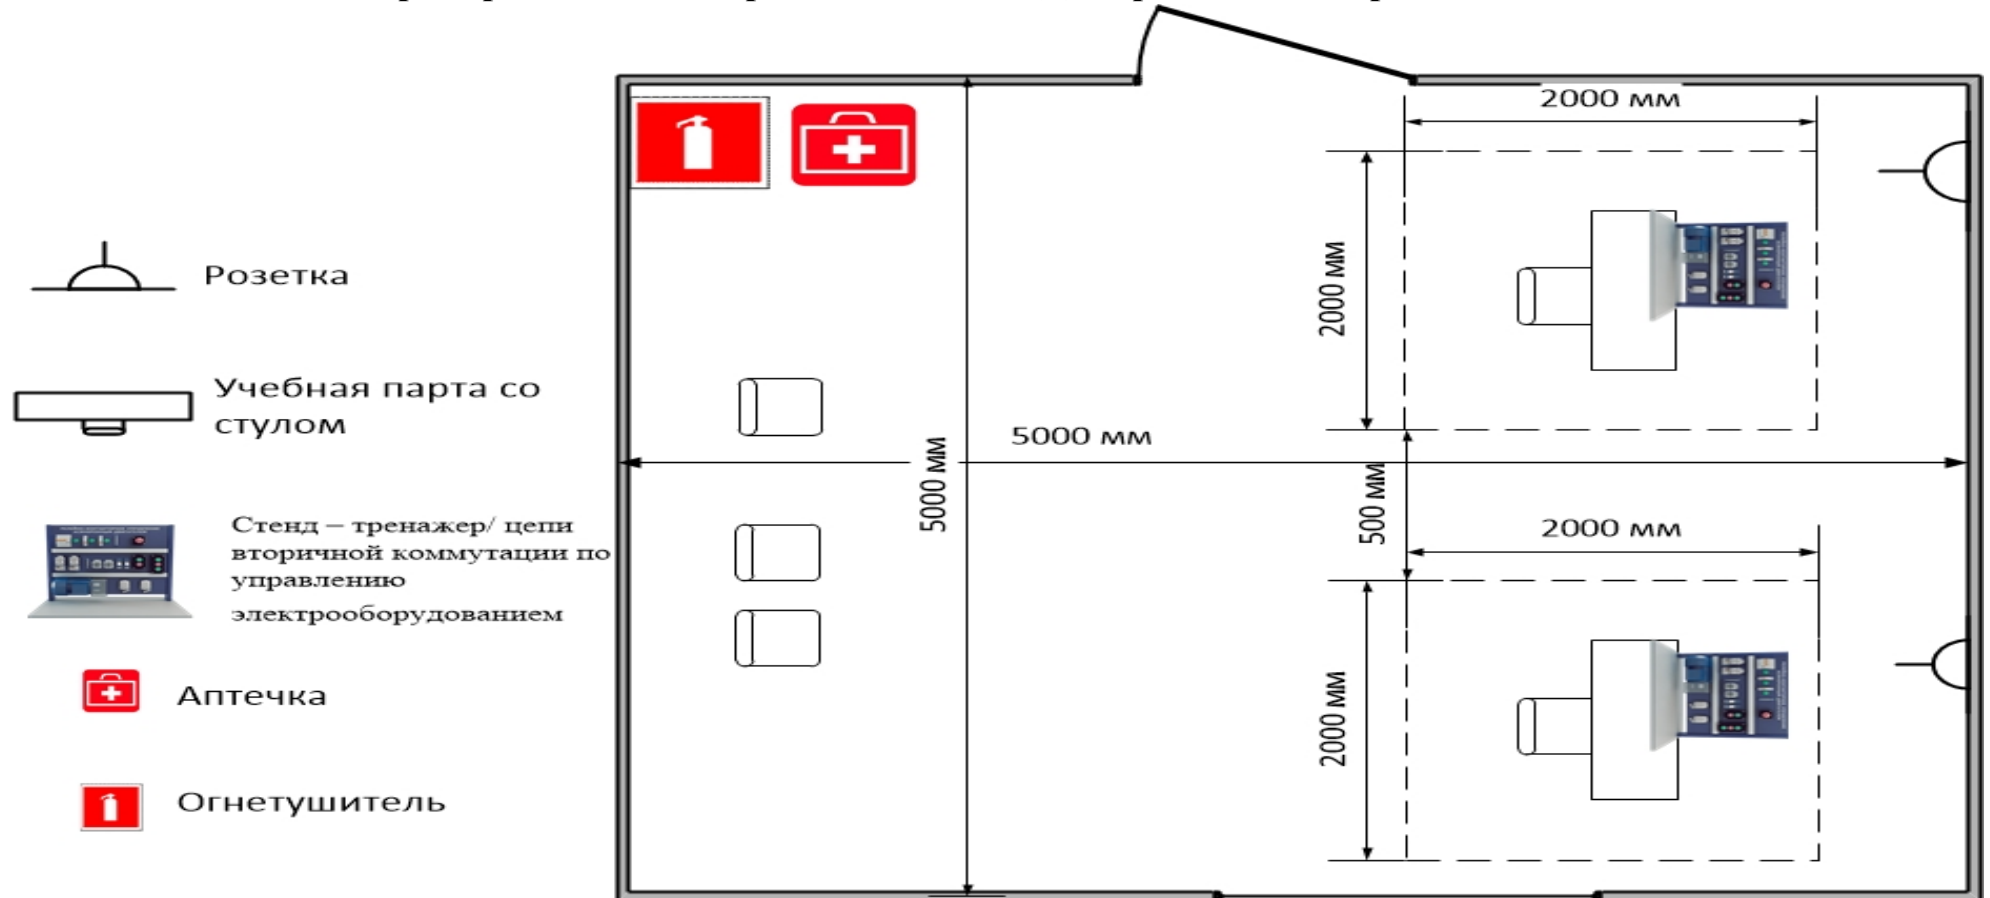 Розетка
Учебная парта со
стулом
Стенд – тренажер/ цепи
вторичной коммутации по
управлению
электрооборудованием
Аптечка
Огнетушитель
2000 мм
2000 мм
5000 мм
5000 мм
500 мм
2000 мм
2000 мм